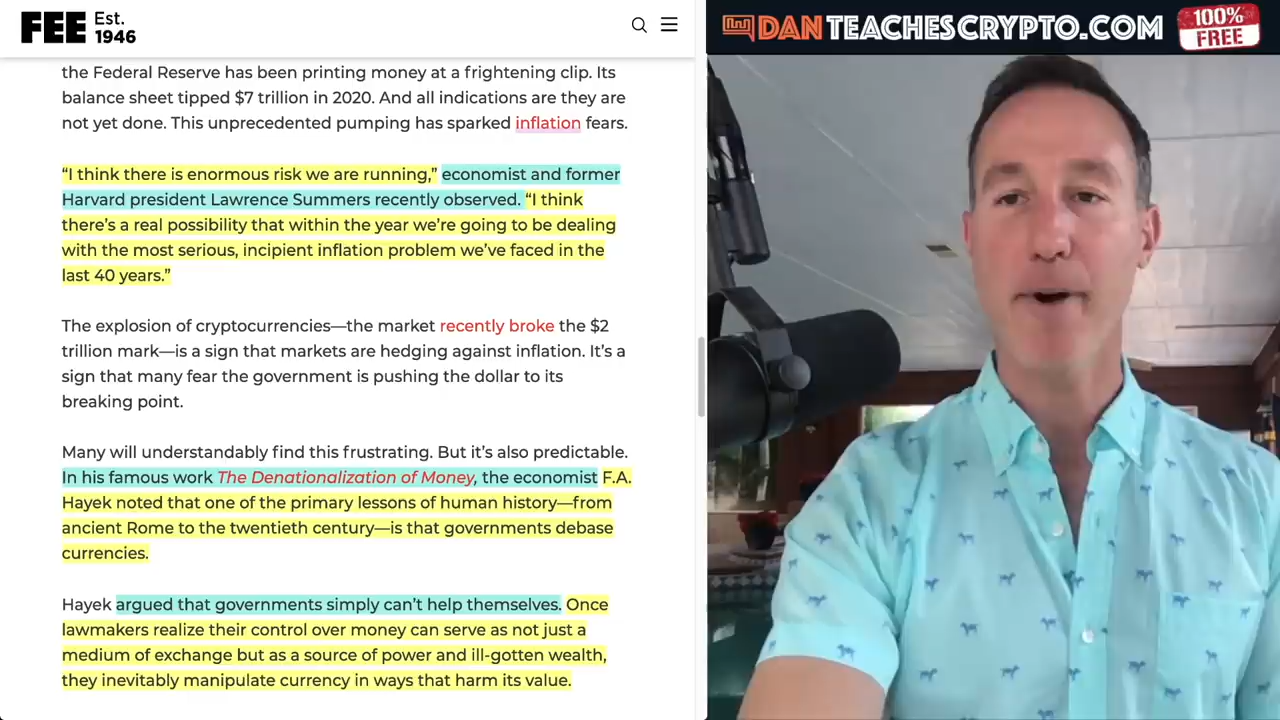 FEE Est.
1946
the Federal Reserve has been printing money at a frightening clip. Its
balance sheet tipped $7 trillion in 2020. And all indications are they are
not yet done. This unprecedented pumping has sparked inflation fears.
“I think there is enormous risk we are running,” economist and former
Harvard president Lawrence Summers recently observed. “I think
there’s a real possibility that within the year we’re going to be dealing
with the most serious, incipient inflation problem we’ve faced in the
last 40 years.”
The explosion of cryptocurrencies—the market recently broke the $2
trillion mark—is a sign that markets are hedging against inflation. It’s a
sign that many fear the government is pushing the dollar to its
breaking point.
Many will understandably find this frustrating. But it’s also predictable.
In his famous work The Denationalization of Money, the economist F.A.
Hayek noted that one of the primary lessons of human history—from
ancient Rome to the twentieth century—is that governments debase
currencies.
Hayek argued that governments simply can’t help themselves. Once
lawmakers realize their control over money can serve as not just a
medium of exchange but as a source of power and ill-gotten wealth,
they inevitably manipulate currency in ways that harm its value.
DANTEACHESCRYPTO.COM
100%
FREE